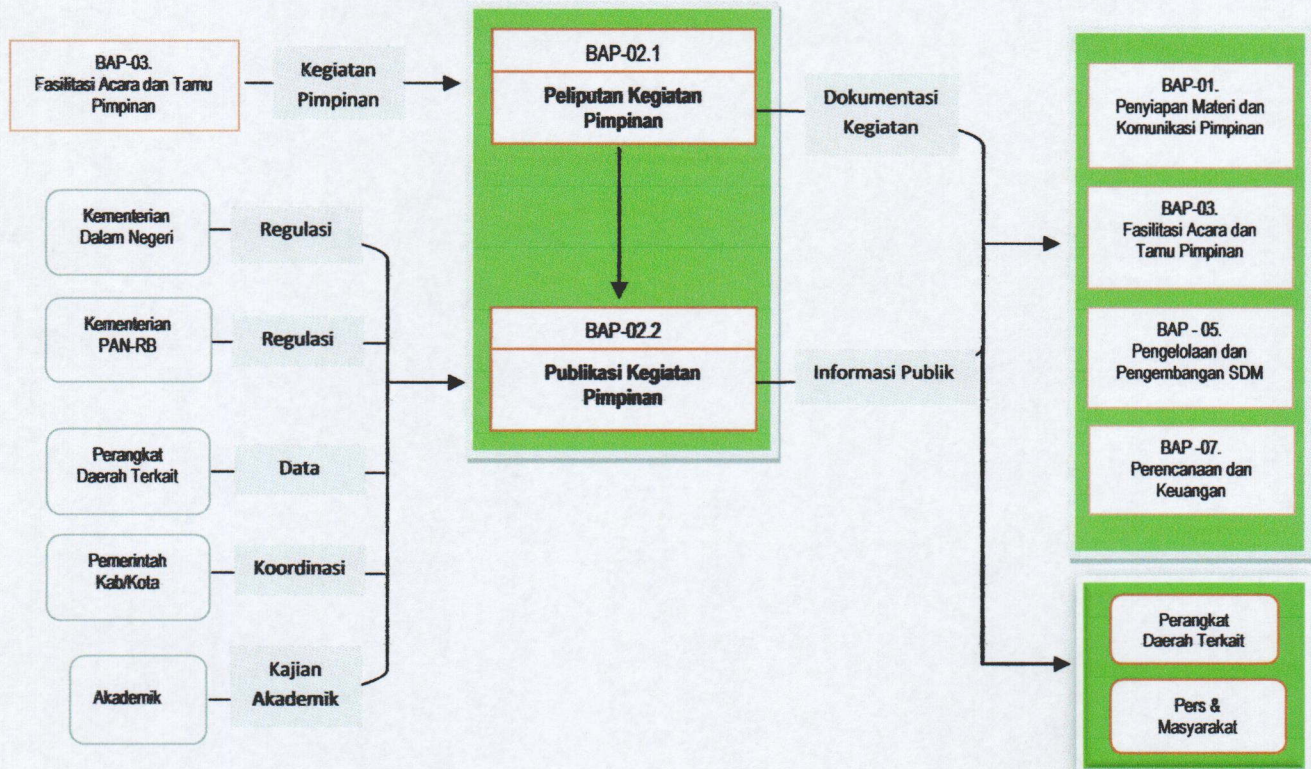 BAP-03.
Fasilitasi Acara dan Tamu
Pimpinan
Kegiatan
Pimpinan
BAP-02.1
Peliputan Kegiatan
Pimpinan
Dokumentasi
Kegiatan
BAP-01.
Penyiapan Materi dan
Komunikasi Pimpinan
BAP-03.
Fasilitasi Acara dan
Tamu Pimpinan
BAP - 05.
Pengelolaan dan
Pengembangan SDM
BAP -07.
Perencanaan dan
Keuangan
Kementerian
Dalam Negeri
Regulasi
Kementerian
PAN-RB
Regulasi
BAP-02.2
Publikasi Kegiatan
Pimpinan
Informasi Publik
Perangkat
Daerah Terkait
Data
Pemerintah
Kab/Kota
Koordinasi
Akademik
Kajian
Akademik
Perangkat
Daerah Terkait
Pers &
Masyarakat